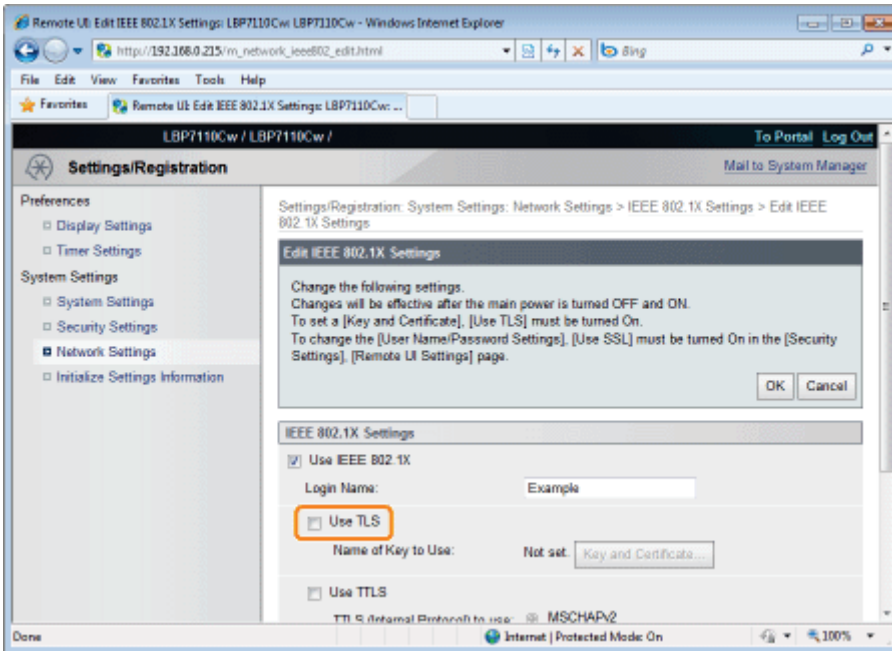 Remote UI: Edit IEEE 802.1X Settings: LBP7110Cw: LBP7110Cw - Windows Internet Explorer
http://192.168.0.215/m_network_ieee802_edit.html
Bing
File Edit View Favorites Tools Help
Favorites
Remote UI: Edit IEEE 802.1X Settings: LBP7110Cw: ...
LBP7110Cw / LBP7110Cw /
To Portal Log Out
Settings/Registration
Mail to System Manager
Preferences
Display Settings
Timer Settings
System Settings
System Settings
Security Settings
Network Settings
Initialize Settings Information
Settings/Registration: System Settings: Network Settings > IEEE 802.1X Settings > Edit IEEE
802.1X Settings
Edit IEEE 802.1X Settings
Change the following settings.
Changes will be effective after the main power is turned OFF and ON.
To set a [Key and Certificate], [Use TLS] must be turned On.
To change the [User Name/Password Settings], [Use SSL] must be turned On in the [Security
Settings], [Remote UI Settings] page.
OK Cancel
IEEE 802.1X Settings
Use IEEE 802.1X
Login Name: Example
Use TLS
Name of Key to Use: Not set. Key and Certificate...
Use TTLS
TTLS (Internal Protocol) to use: MSCHAPv2
Done
Internet | Protected Mode: On
100%